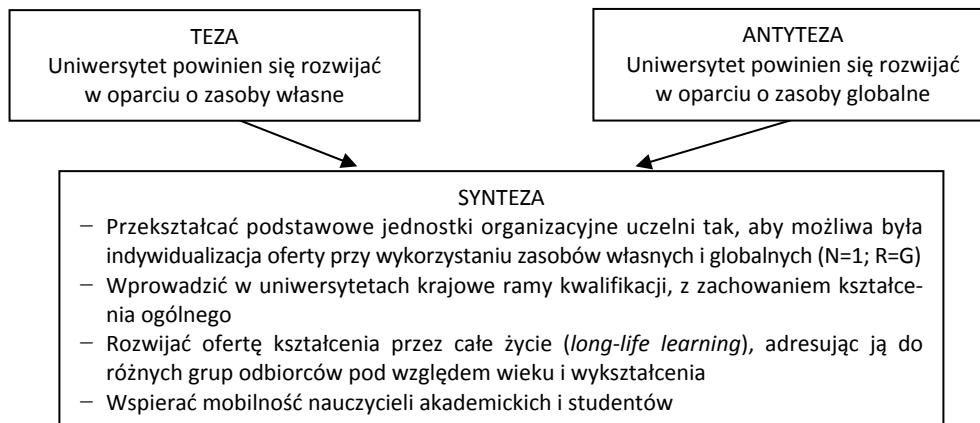 TEZA
Uniwersytet powinien się rozwijać
w oparciu o zasoby własne
ANTYTEZA
Uniwersytet powinien się rozwijać
w oparciu o zasoby globalne
SYNTEZA
− Przekształcać podstawowe jednostki organizacyjne uczelni tak, aby możliwa była
indywidualizacja oferty przy wykorzystaniu zasobów własnych i globalnych (N=1; R=G)
− Wprowadzić w uniwersytetach krajowe ramy kwalifikacji, z zachowaniem kształce-
nia ogólnego
− Rozwijać ofertę kształcenia przez całe życie (long-life learning), adresując ją do
różnych grup odbiorców pod względem wieku i wykształcenia
− Wspierać mobilność nauczycieli akademickich i studentów